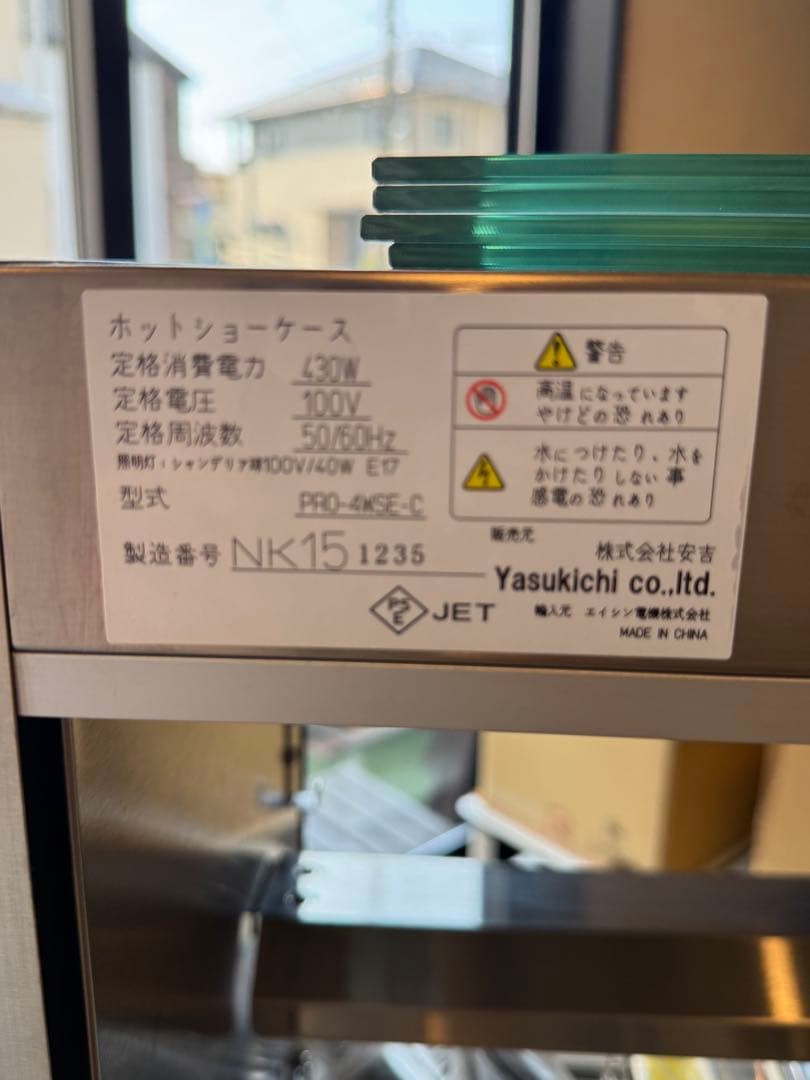 ホットショーケース
定格消費電力 430W
定格電圧 100V
定格周波数 50/60Hz
照明灯：シャンデリア球100V/40W E17
型式 PRO-4WSE-C
製造番号 NK15 1235
PS E JET
警告
高温になっています
やけどの恐れあり
水につけたり、水を
かけたりしない事
感電の恐れあり
販売元
株式会社安吉
Yasukichi co.,ltd.
輸入元 エイシン電機株式会社
MADE IN CHINA